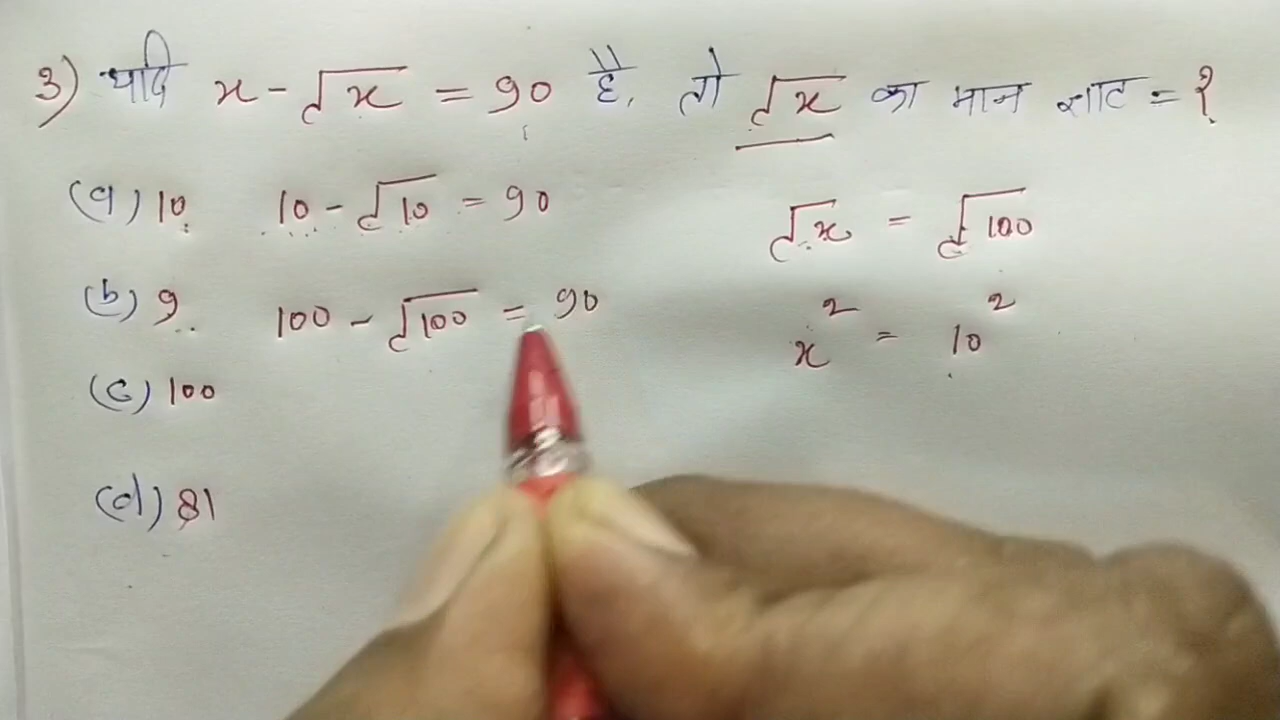 3) यदि x - √x = 90 है, तो √x का मान ज्ञात = ?
(a) 10 10 - √10 = 90 √x = √100
(b) 9 100 - √100 = 90 x² = 10²
(c) 100
(d) 81